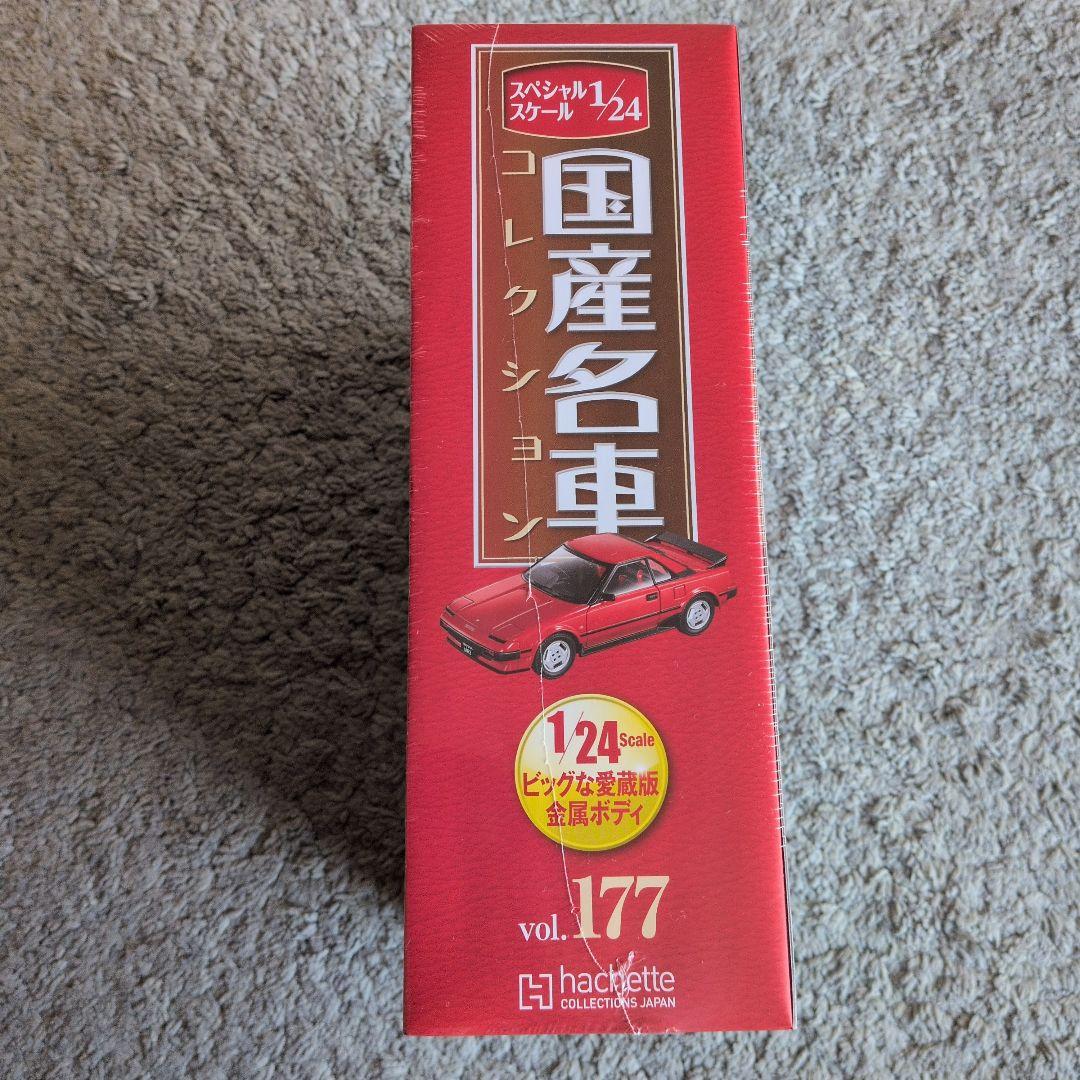 スペシャル
スケール 1/24
国産名車
コレクション
1/24 Scale
ビッグな愛蔵版
金属ボディ
vol.177
hachette
COLLECTIONS JAPAN